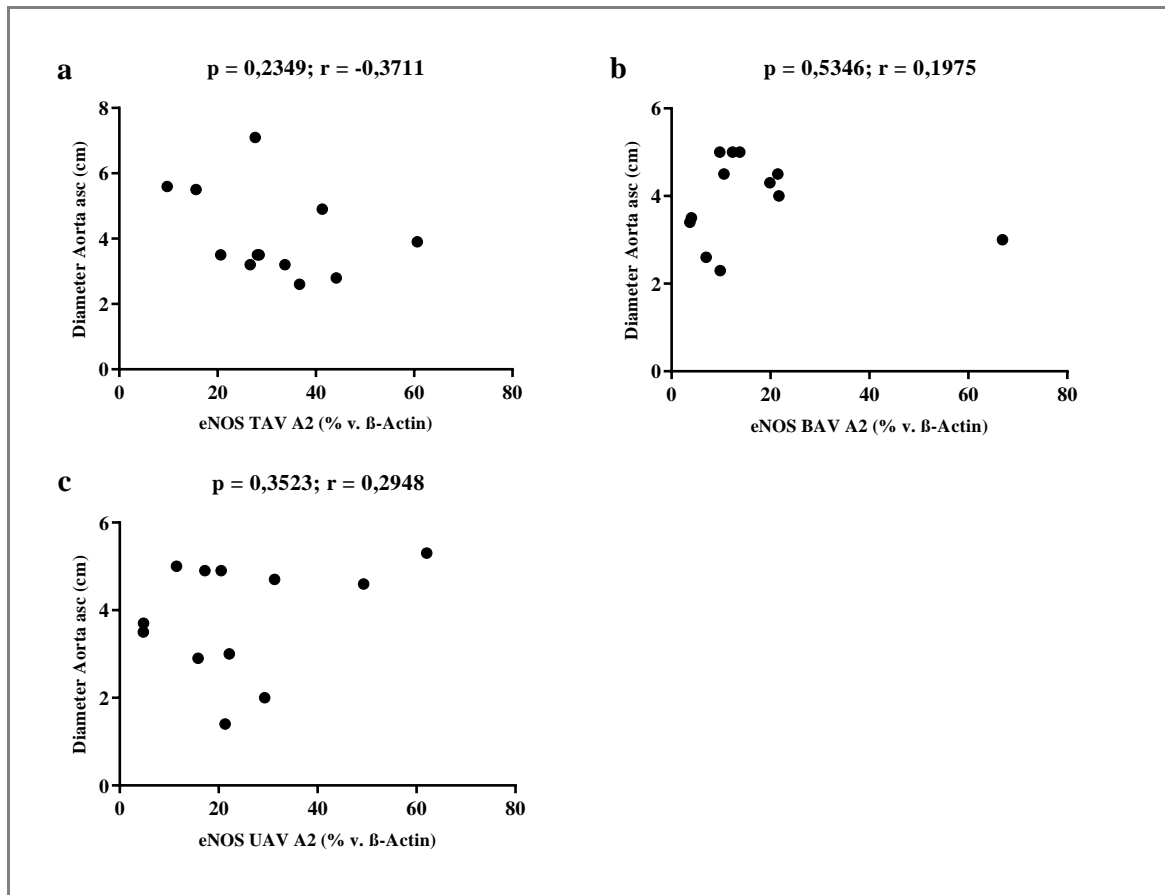 a
p = 0,2349; r = -0,3711
8
6
4
2
0
Diameter Aorta asc (cm)
0 20 40 60 80
eNOS TAV A2 (% v. ß-Actin)
b
p = 0,5346; r = 0,1975
6
4
2
0
Diameter Aorta asc (cm)
0 20 40 60 80
eNOS BAV A2 (% v. ß-Actin)
c
p = 0,3523; r = 0,2948
6
4
2
0
Diameter Aorta asc (cm)
0 20 40 60 80
eNOS UAV A2 (% v. ß-Actin)